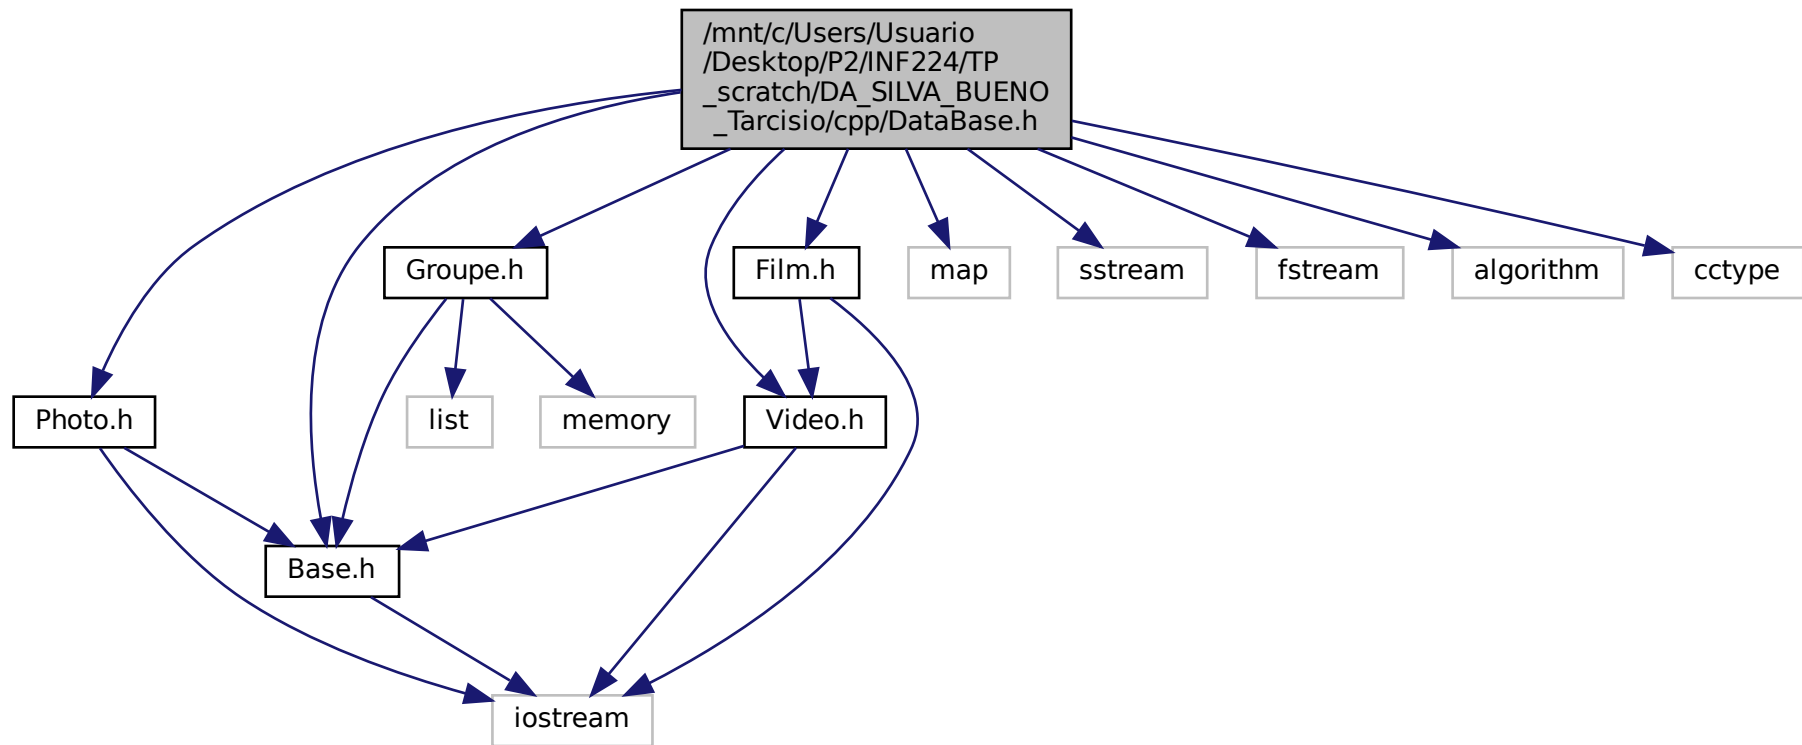 /mnt/c/Users/Usuario
/Desktop/P2/INF224/TP
_scratch/DA_SILVA_BUENO
_Tarcisio/cpp/DataBase.h
Groupe.h
Film.h
map
sstream
fstream
algorithm
cctype
Photo.h
list
memory
Video.h
Base.h
iostream